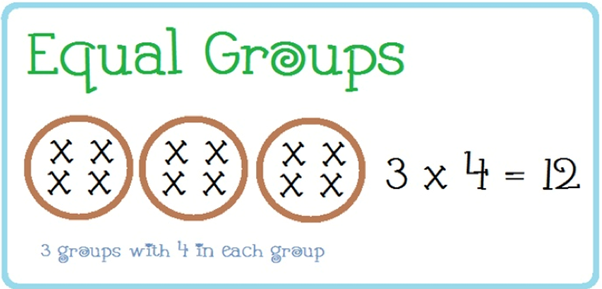 Equal Groups
x x x x x x
x x x x x x
3 x 4 = 12
3 groups with 4 in each group